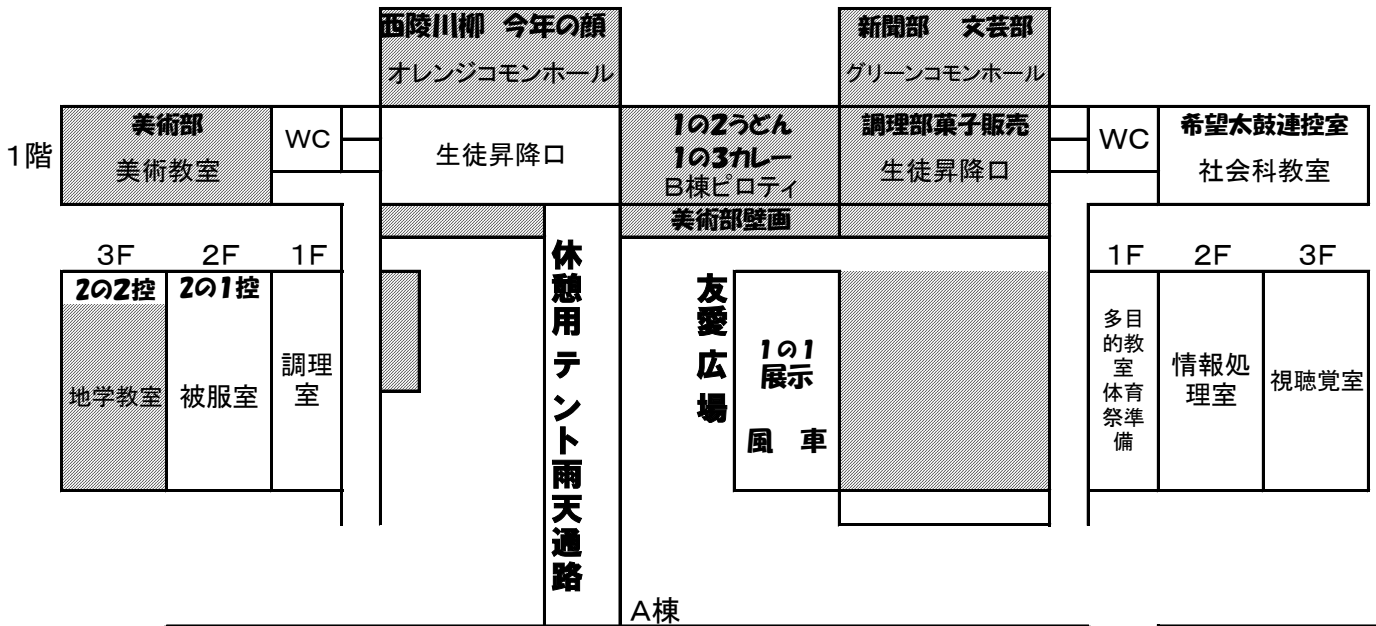 西陵川柳 今年の顔
オレンジコモンホール
新聞部 文芸部
グリーンコモンホール
1階
美術部
美術教室
WC
生徒昇降口
1の2うどん
1の3カレー
B棟ピロティ
調理部菓子販売
生徒昇降口
WC
希望太鼓連控室
社会科教室
美術部壁画
3F
2F
1F
2の2控
地学教室
2の1控
被服室
調理
室
休憩用テント雨天通路
友愛広場
1の1
展示
風 車
1F
2F
3F
多目
的教
室
体育
祭準
備
情報処
理室
視聴覚室
A棟